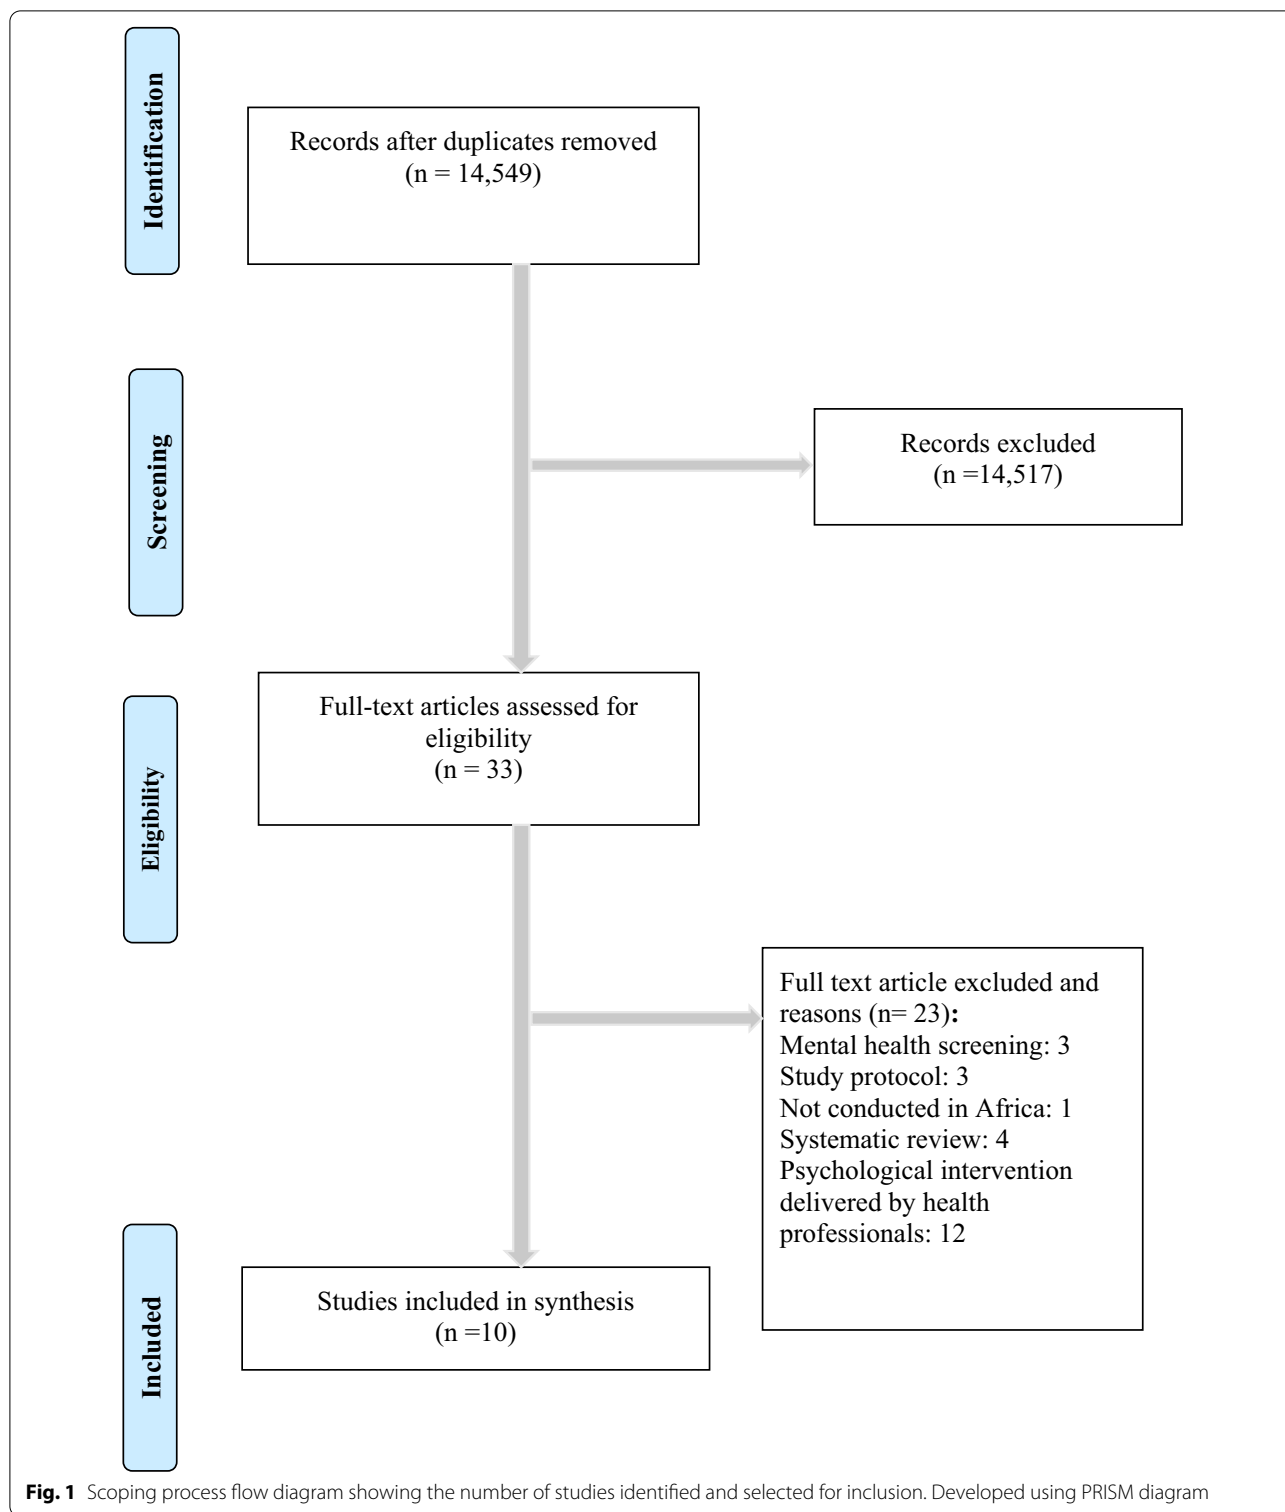 Identification
Records after duplicates removed
(n = 14,549)
Screening
Records excluded
(n =14,517)
Eligibility
Full-text articles assessed for
eligibility
(n = 33)
Full text article excluded and
reasons (n= 23):
Mental health screening: 3
Study protocol: 3
Not conducted in Africa: 1
Systematic review: 4
Psychological intervention
delivered by health
professionals: 12
Included
Studies included in synthesis
(n =10)
Fig. 1 Scoping process flow diagram showing the number of studies identified and selected for inclusion. Developed using PRISM diagram